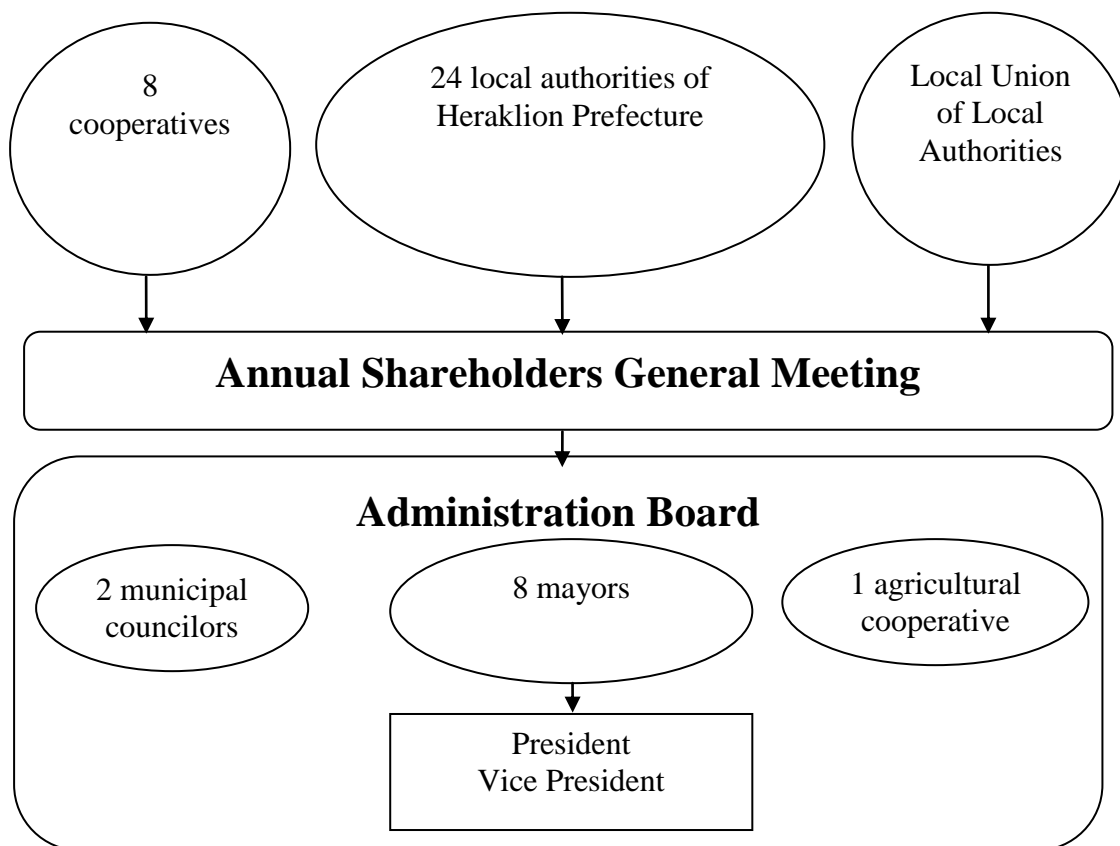 8
cooperatives
24 local authorities of
Heraklion Prefecture
Local Union
of Local
Authorities
Annual Shareholders General Meeting
Administration Board
2 municipal
councilors
8 mayors
1 agricultural
cooperative
President
Vice President